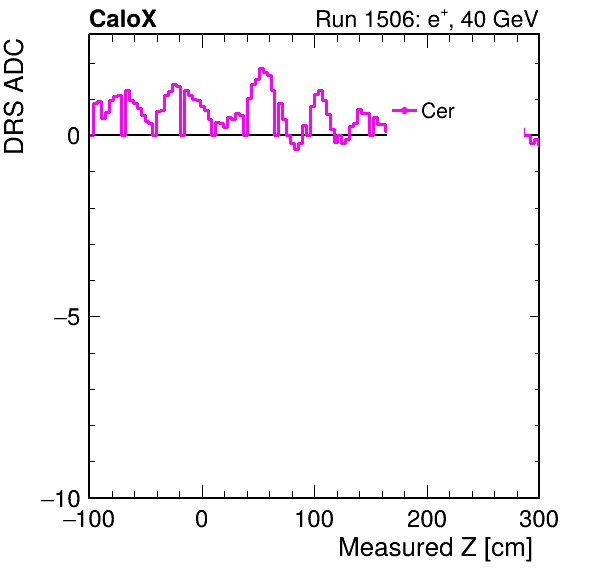 CaloX Run 1506: e⁺, 40 GeV
DRS ADC
Cer
0
−5
−10
−100 0 100 200 300
Measured Z [cm]